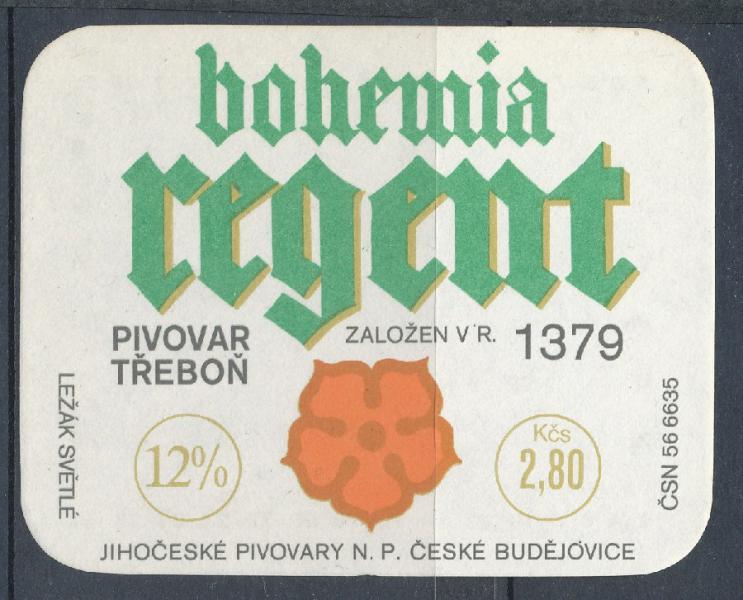 bohemia
regent
PIVOVAR TŘEBOŇ
ZALOŽEN V R. 1379
LEŽÁK SVĚTLÉ
12%
Kčs
2,80
ČSN 56 6635
JIHOČESKÉ PIVOVARY N. P. ČESKÉ BUDĚJOVICE